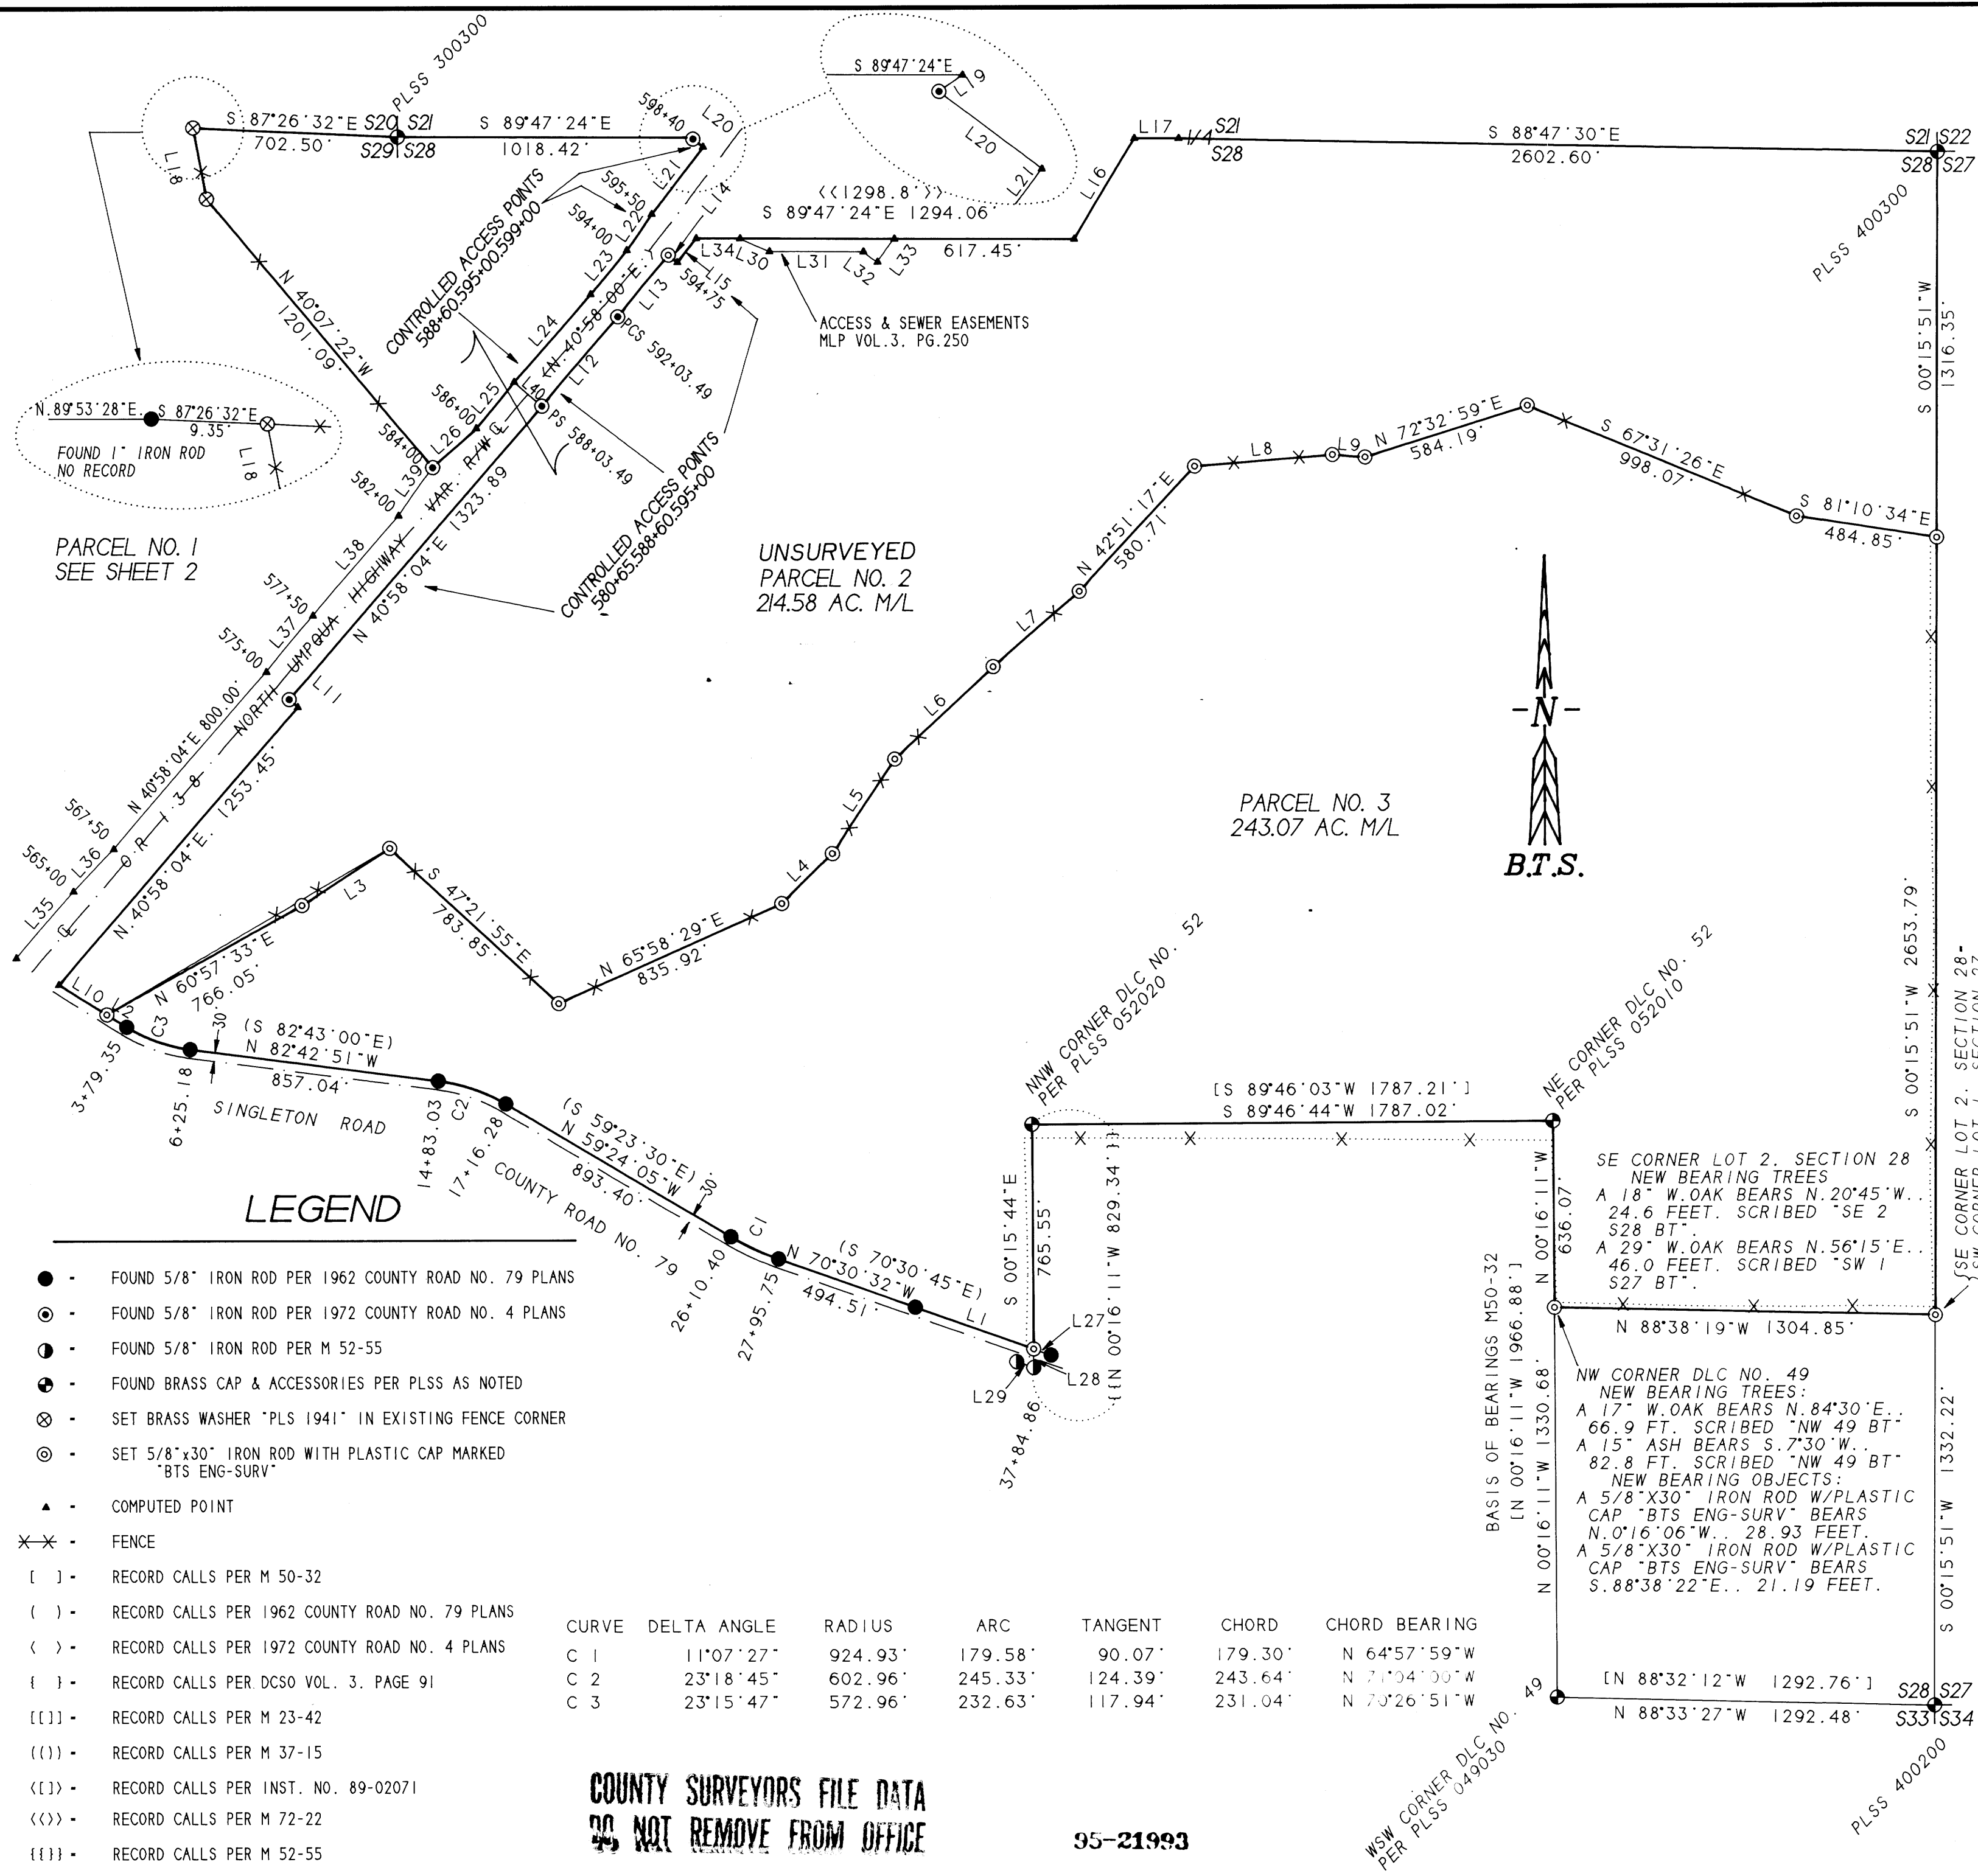 PLSS 300300
S 87°26'32"E
702.50'
S20 S21
S29 S28
S 89°47'24"E
1018.42'
598+40
L20
S 89°47'24"E
L19
L20
L21
L17
1/4
S21
S28
S 88°47'30"E
2602.60'
S21 S22
S28 S27
PLSS 400300
L18
L21
L22
L14
595+50
594+00
CONTROLLED ACCESS POINTS
588+60,595+00,599+00
<<1298.8'>>
S 89°47'24"E 1294.06'
617.45'
L16
L34
L30
L31
L32
L33
L15
594+75
L23
L13
L24
<N.40°58'00"E.>
PCS 592+03.49
L12
L40
PS 588+03.49
ACCESS & SEWER EASEMENTS
MLP VOL.3, PG.250
S 00°15'51"W
1316.35'
N 40°07'22"W
1201.09'
N.89°53'28"E.
S 87°26'32"E
9.35'
FOUND 1" IRON ROD
NO RECORD
L18
586+00
L25
584+00
L26
L39
582+00
PARCEL NO. 1
SEE SHEET 2
L38
VAR. R/W
N 40°58'04"E 1323.89
CONTROLLED ACCESS POINTS
580+65,588+60,595+00
UNSURVEYED
PARCEL NO. 2
214.58 AC. M/L
L8
L9
N 72°32'59"E
584.19'
S 67°31'26"E
998.07'
S 81°10'34"E
484.85'
N 42°51'17"E
580.71'
L7
L6
L5
L4
577+50
L37
575+00
OR 138 NORTH UMPQUA HIGHWAY
L11
N 40°58'04"E 800.00'
567+50
L36
565+00
L35
N.40°58'04"E. 1253.45'
-N-
B.T.S.
PARCEL NO. 3
243.07 AC. M/L
L3
S 47°21'55"E
783.85'
N 65°58'29"E
835.92'
N 60°57'33"E
766.05'
L10
L2
C3
3+79.35
6+25.18
30'
(S 82°43'00"E)
N 82°42'51"W
857.04'
SINGLETON ROAD
14+83.03
C2
17+16.28
(S 59°23'30"E)
N 59°24'05"W
893.40'
30'
COUNTY ROAD NO. 79
26+10.40
C1
27+95.75
(S 70°30'45"E)
N 70°30'32"W
494.51'
L1
L27
L28
L29
37+84.86
NNW CORNER DLC NO. 52
PER PLSS 052020
NE CORNER DLC NO. 52
PER PLSS 052010
[S 89°46'03"W 1787.21']
S 89°46'44"W 1787.02'
S 00°15'44"E
765.55'
{{N 00°16'11"W 829.34'}}
N 00°16'11"W
636.07'
S 00°15'51"W 2653.79'
SE CORNER LOT 2, SECTION 28
NEW BEARING TREES
A 18" W.OAK BEARS N.20°45'W.,
24.6 FEET, SCRIBED "SE 2
S28 BT".
A 29" W.OAK BEARS N.56°15'E.,
46.0 FEET, SCRIBED "SW 1
S27 BT".
N 88°38'19"W 1304.85'
NW CORNER DLC NO. 49
NEW BEARING TREES:
A 17" W.OAK BEARS N.84°30'E.,
66.9 FT. SCRIBED "NW 49 BT"
A 15" ASH BEARS S.7°30'W.,
82.8 FT. SCRIBED "NW 49 BT"
NEW BEARING OBJECTS:
A 5/8"X30" IRON ROD W/PLASTIC
CAP "BTS ENG-SURV" BEARS
N.0°16'06"W., 28.93 FEET.
A 5/8"X30" IRON ROD W/PLASTIC
CAP "BTS ENG-SURV" BEARS
S.88°38'22"E., 21.19 FEET.
SE CORNER LOT 2, SECTION 28-
BASIS OF BEARINGS M50-32
[N 00°16'11"W 1966.88']
N 00°16'11"W 1330.68'
S 00°15'51"W 1332.22'
[N 88°32'12"W 1292.76']
N 88°33'27"W 1292.48'
S28 S27
S33 S34
WSW CORNER DLC NO. 49
PER PLSS 049030
PLSS 400200
LEGEND
- FOUND 5/8" IRON ROD PER 1962 COUNTY ROAD NO. 79 PLANS
- FOUND 5/8" IRON ROD PER 1972 COUNTY ROAD NO. 4 PLANS
- FOUND 5/8" IRON ROD PER M 52-55
- FOUND BRASS CAP & ACCESSORIES PER PLSS AS NOTED
- SET BRASS WASHER "PLS 1941" IN EXISTING FENCE CORNER
- SET 5/8"x30" IRON ROD WITH PLASTIC CAP MARKED
"BTS ENG-SURV"
- COMPUTED POINT
- FENCE
[ ] - RECORD CALLS PER M 50-32
( ) - RECORD CALLS PER 1962 COUNTY ROAD NO. 79 PLANS
< > - RECORD CALLS PER 1972 COUNTY ROAD NO. 4 PLANS
{ } - RECORD CALLS PER DCSO VOL. 3, PAGE 91
[[]] - RECORD CALLS PER M 23-42
(()) - RECORD CALLS PER M 37-15
<[]> - RECORD CALLS PER INST. NO. 89-02071
<<>> - RECORD CALLS PER M 72-22
{{}} - RECORD CALLS PER M 52-55
CURVE DELTA ANGLE RADIUS ARC TANGENT CHORD CHORD BEARING
C 1 11°07'27" 924.93' 179.58' 90.07' 179.30' N 64°57'59"W
C 2 23°18'45" 602.96' 245.33' 124.39' 243.64' N 71°04'00"W
C 3 23°15'47" 572.96' 232.63' 117.94' 231.04' N 70°26'51"W
COUNTY SURVEYORS FILE DATA
DO NOT REMOVE FROM OFFICE
95-21993